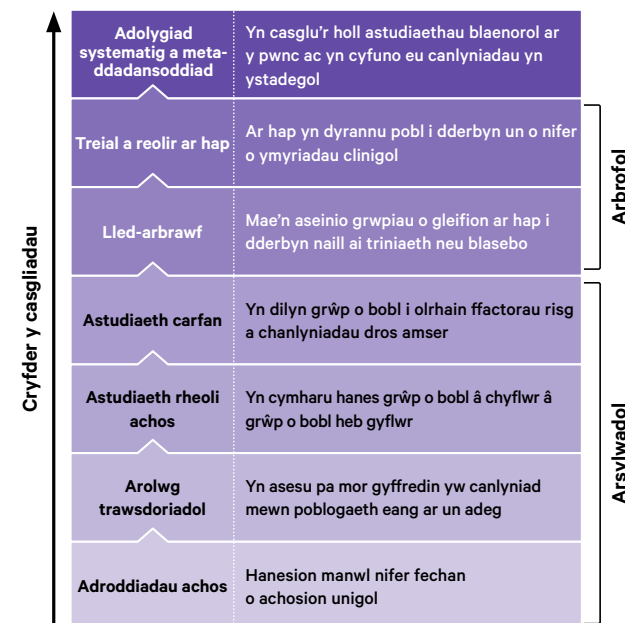 Cryfder y casgliadau
Adolygiad
systematig a meta-
ddadansoddiad
Yn casglu'r holl astudiaethau blaenorol ar
y pwnc ac yn cyfuno eu canlyniadau yn
ystadegol
Treial a reolir ar hap
Ar hap yn dyrannu pobl i dderbyn un o nifer
o ymyriadau clinigol
Lled-arbrawf
Mae'n aseinio grwpiau o gleifion ar hap i
dderbyn naill ai triniaeth neu blasebo
Arbrofol
Astudiaeth carfan
Yn dilyn grŵp o bobl i olrhain ffactorau risg
a chanlyniadau dros amser
Astudiaeth rheoli
achos
Yn cymharu hanes grŵp o bobl â chyflwr â
grŵp o bobl heb gyflwr
Arolwg
trawsdoriadol
Yn asesu pa mor gyffredin yw canlyniad
mewn poblogaeth eang ar un adeg
Adroddiadau achos
Hanesion manwl nifer fechan
o achosion unigol
Arsylwadol